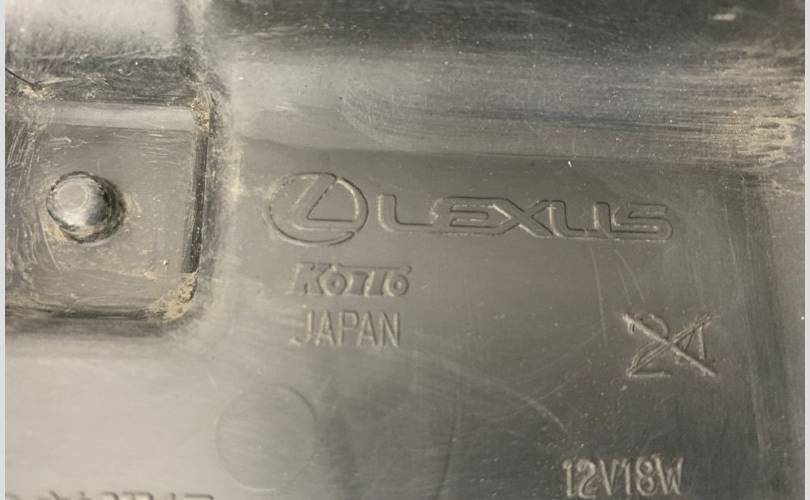 LEXUS
KOITO
JAPAN
24
12V18W